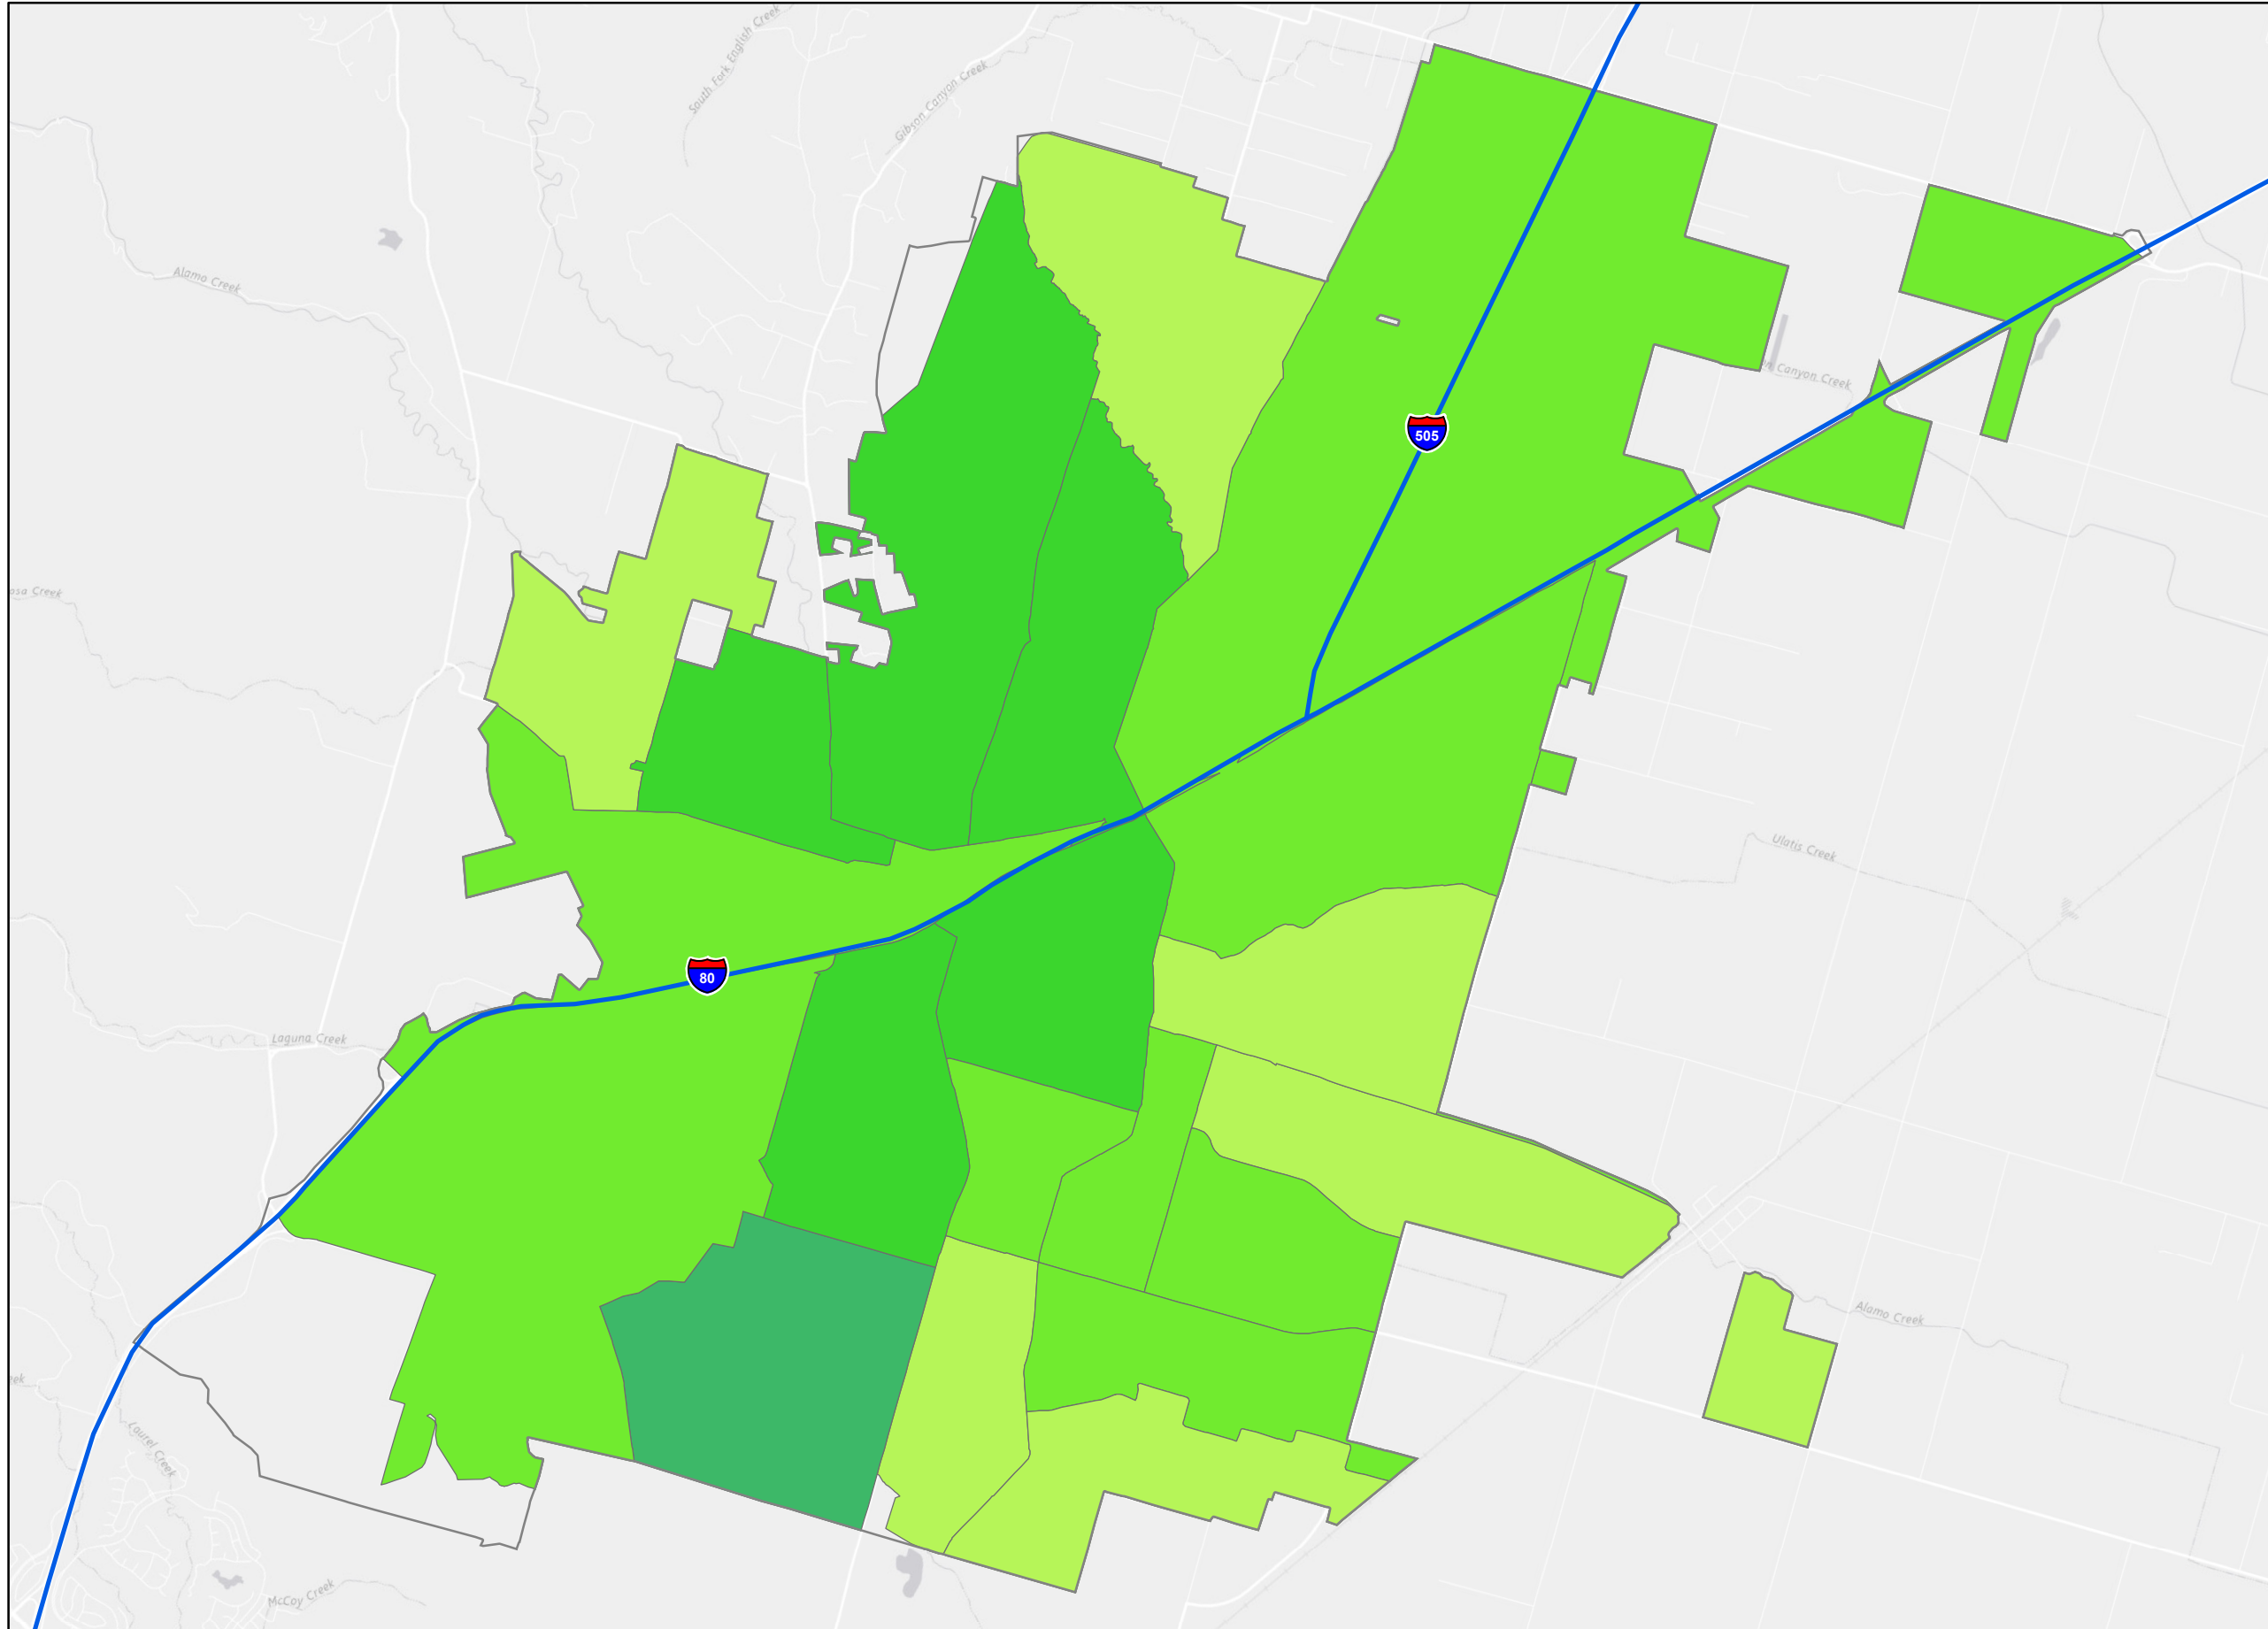 South Fork English Creek
Gibson Canyon Creek
Alamo Creek
Canyon Creek
505
osa Creek
Ulatis Creek
80
Laguna Creek
Alamo Creek
eek
Laurel Creek
McCoy Creek